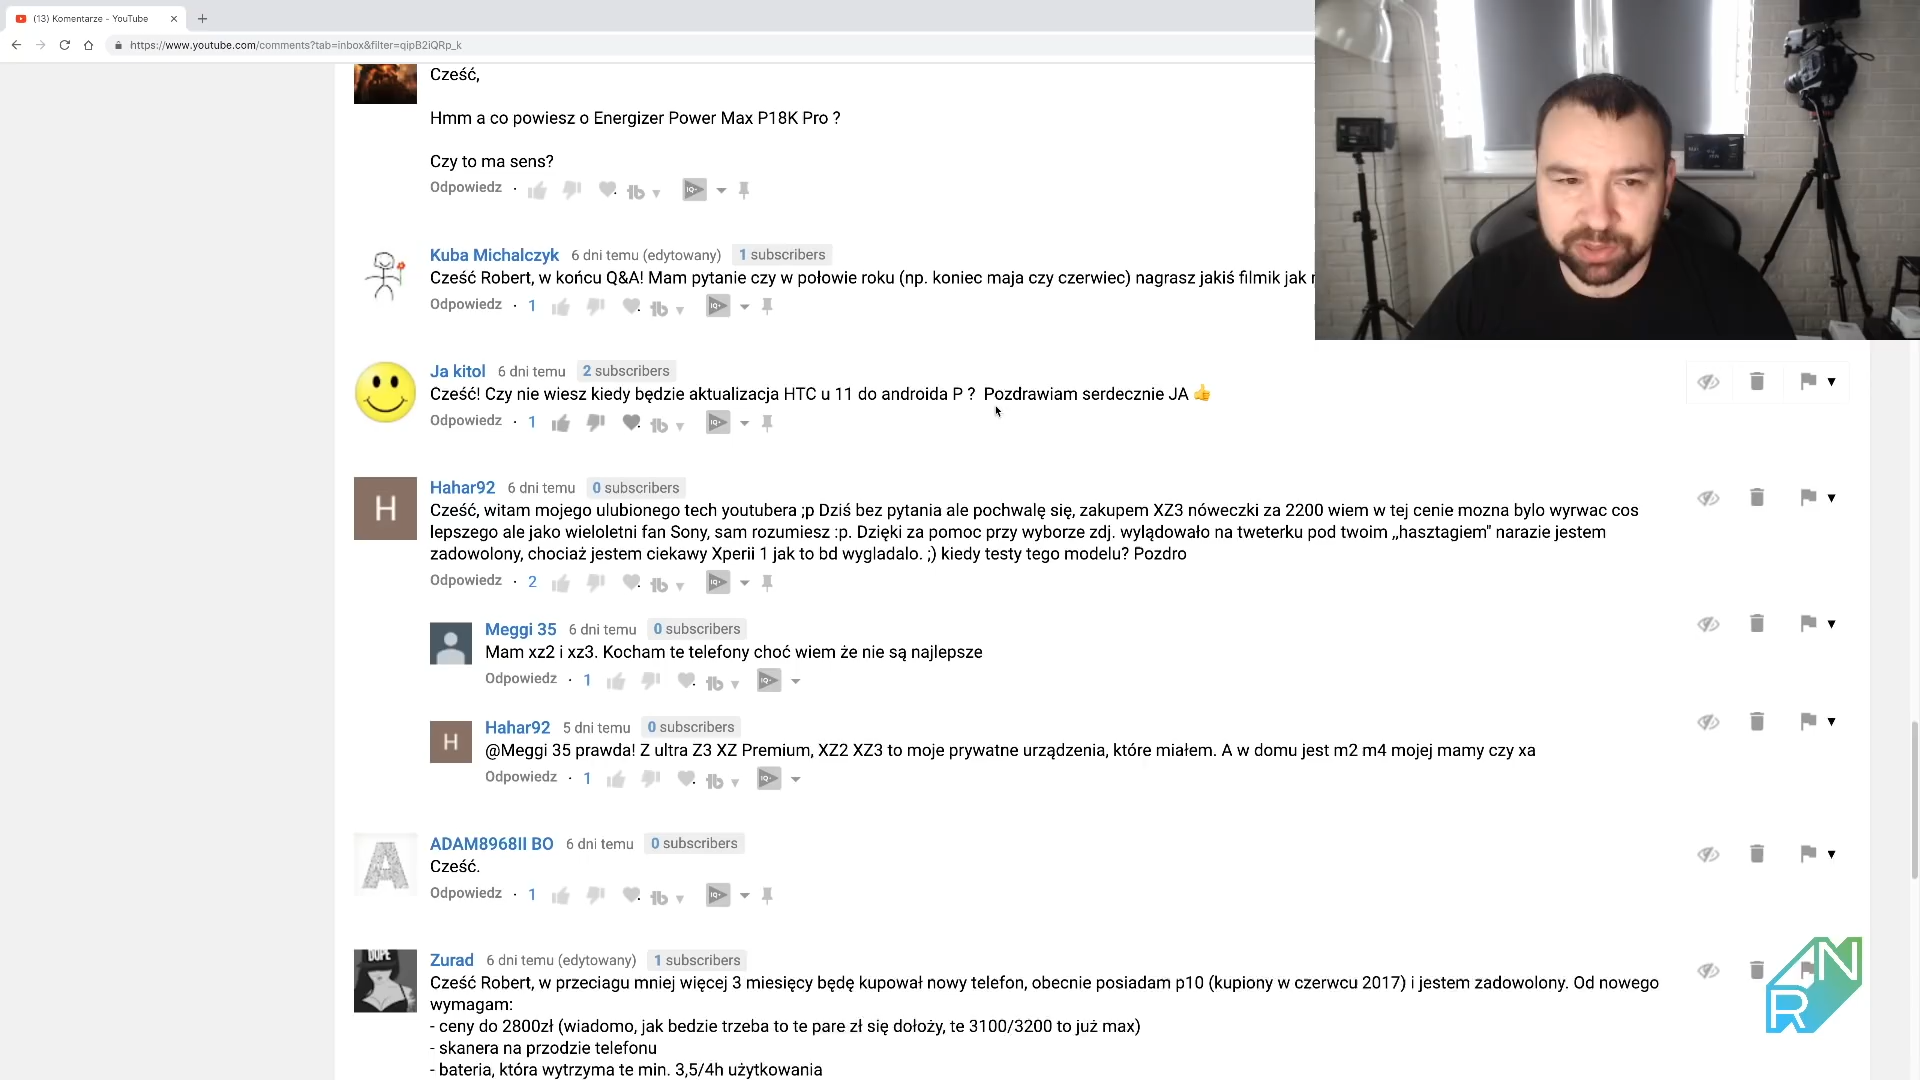 (13) Komentarze - YouTube
https://www.youtube.com/comments?tab=inbox&filter=qipB2iQRp_k
Cześć,
Hmm a co powiesz o Energizer Power Max P18K Pro ?
Czy to ma sens?
Odpowiedz
Kuba Michalczyk 6 dni temu (edytowany) 1 subscribers
Cześć Robert, w końcu Q&A! Mam pytanie czy w połowie roku (np. koniec maja czy czerwiec) nagrasz jakiś filmik jak
Odpowiedz · 1
Ja kitol 6 dni temu 2 subscribers
Cześć! Czy nie wiesz kiedy będzie aktualizacja HTC u 11 do androida P ? Pozdrawiam serdecznie JA 👍
Odpowiedz · 1
H
Hahar92 6 dni temu 0 subscribers
Cześć, witam mojego ulubionego tech youtubera ;p Dziś bez pytania ale pochwalę się, zakupem XZ3 nóweczki za 2200 wiem w tej cenie mozna bylo wyrwac cos
lepszego ale jako wieloletni fan Sony, sam rozumiesz :p. Dzięki za pomoc przy wyborze zdj. wylądowało na tweterku pod twoim ,,hasztagiem" narazie jestem
zadowolony, chociaż jestem ciekawy Xperii 1 jak to bd wygladalo. ;) kiedy testy tego modelu? Pozdro
Odpowiedz · 2
Meggi 35 6 dni temu 0 subscribers
Mam xz2 i xz3. Kocham te telefony choć wiem że nie są najlepsze
Odpowiedz · 1
H
Hahar92 5 dni temu 0 subscribers
@Meggi 35 prawda! Z ultra Z3 XZ Premium, XZ2 XZ3 to moje prywatne urządzenia, które miałem. A w domu jest m2 m4 mojej mamy czy xa
Odpowiedz · 1
A
ADAM8968II BO 6 dni temu 0 subscribers
Cześć.
Odpowiedz · 1
DOPE
Zurad 6 dni temu (edytowany) 1 subscribers
Cześć Robert, w przeciągu mniej więcej 3 miesięcy będę kupował nowy telefon, obecnie posiadam p10 (kupiony w czerwcu 2017) i jestem zadowolony. Od nowego
wymagam:
- ceny do 2800zł (wiadomo, jak bedzie trzeba to te pare zł się dołoży, te 3100/3200 to już max)
- skanera na przodzie telefonu
- bateria, która wytrzyma te min. 3,5/4h użytkowania
RN